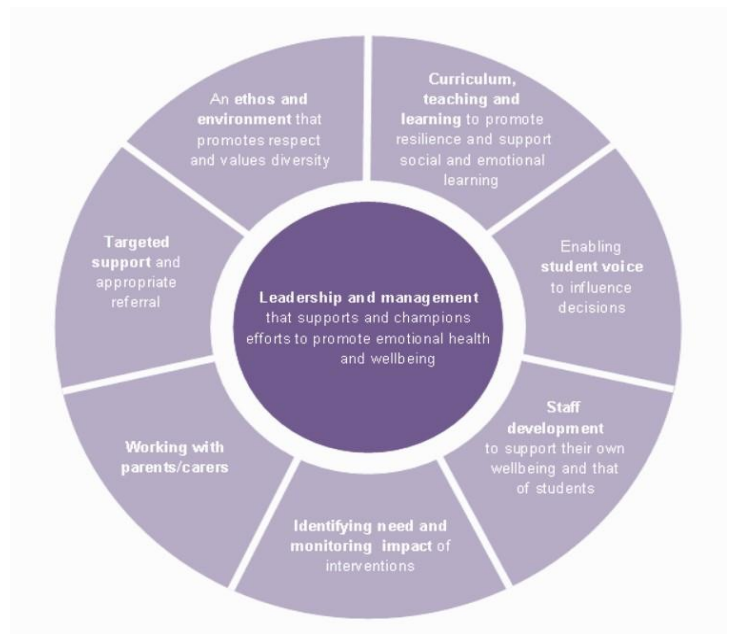 Curriculum,
teaching and
learning to promote
resilience and support
social and emotional
learning
Enabling
student voice
to influence
decisions
Staff
development
to support their own
wellbeing and that
of students
Identifying need and
monitoring impact of
interventions
Working with
parents/carers
Targeted
support and
appropriate
referral
An ethos and
environment that
promotes respect
and values diversity
Leadership and management
that supports and champions
efforts to promote emotional health
and wellbeing